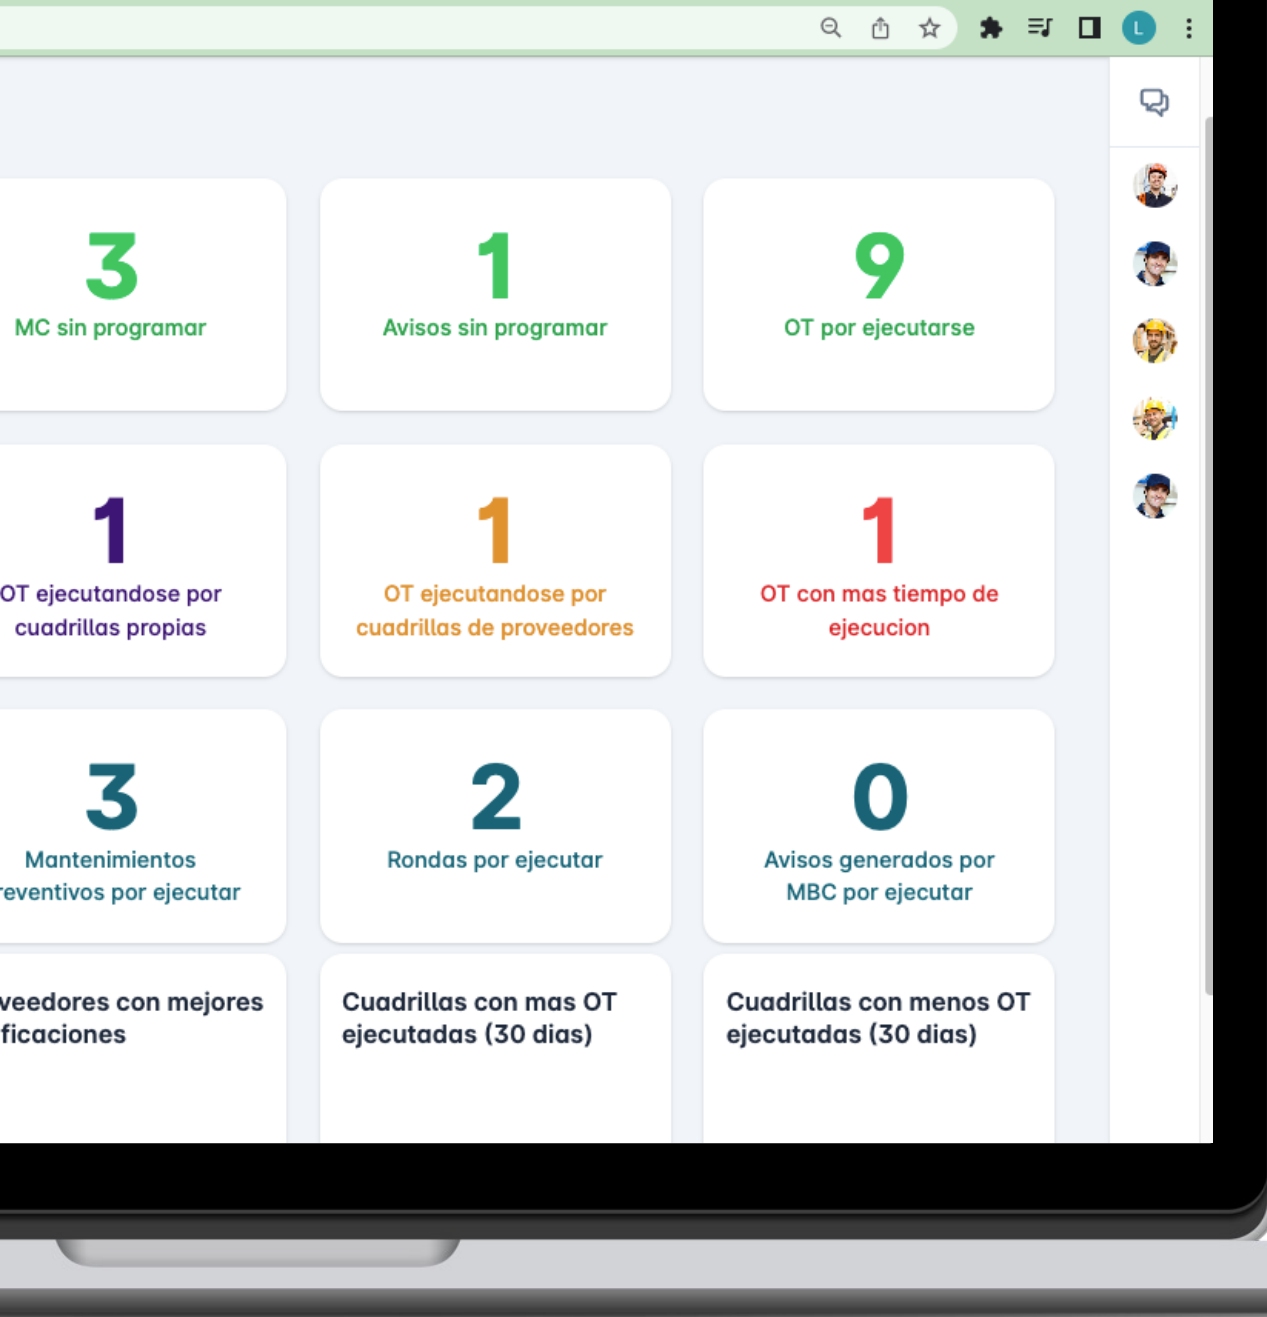 L
3
MC sin programar
1
Avisos sin programar
9
OT por ejecutarse
1
OT ejecutandose por
cuadrillas propias
1
OT ejecutandose por
cuadrillas de proveedores
1
OT con mas tiempo de
ejecucion
3
Mantenimientos
reventivos por ejecutar
2
Rondas por ejecutar
0
Avisos generados por
MBC por ejecutar
veedores con mejores
ficaciones
Cuadrillas con mas OT
ejecutadas (30 dias)
Cuadrillas con menos OT
ejecutadas (30 dias)